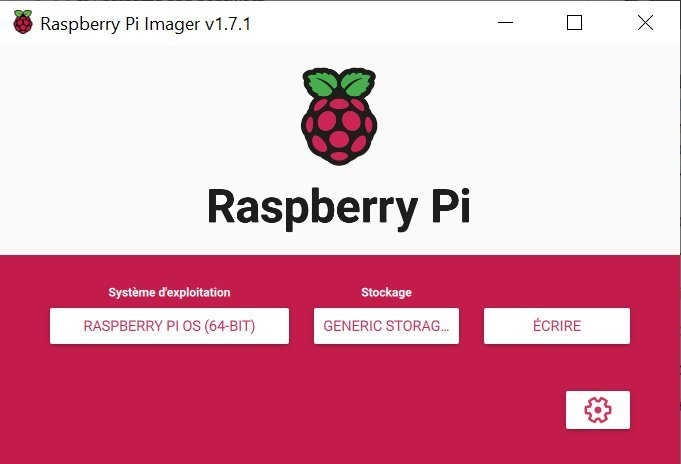 Raspberry Pi Imager v1.7.1
Raspberry Pi
Système d'exploitation
Stockage
RASPBERRY PI OS (64-BIT)
GENERIC STORAG...
ÉCRIRE